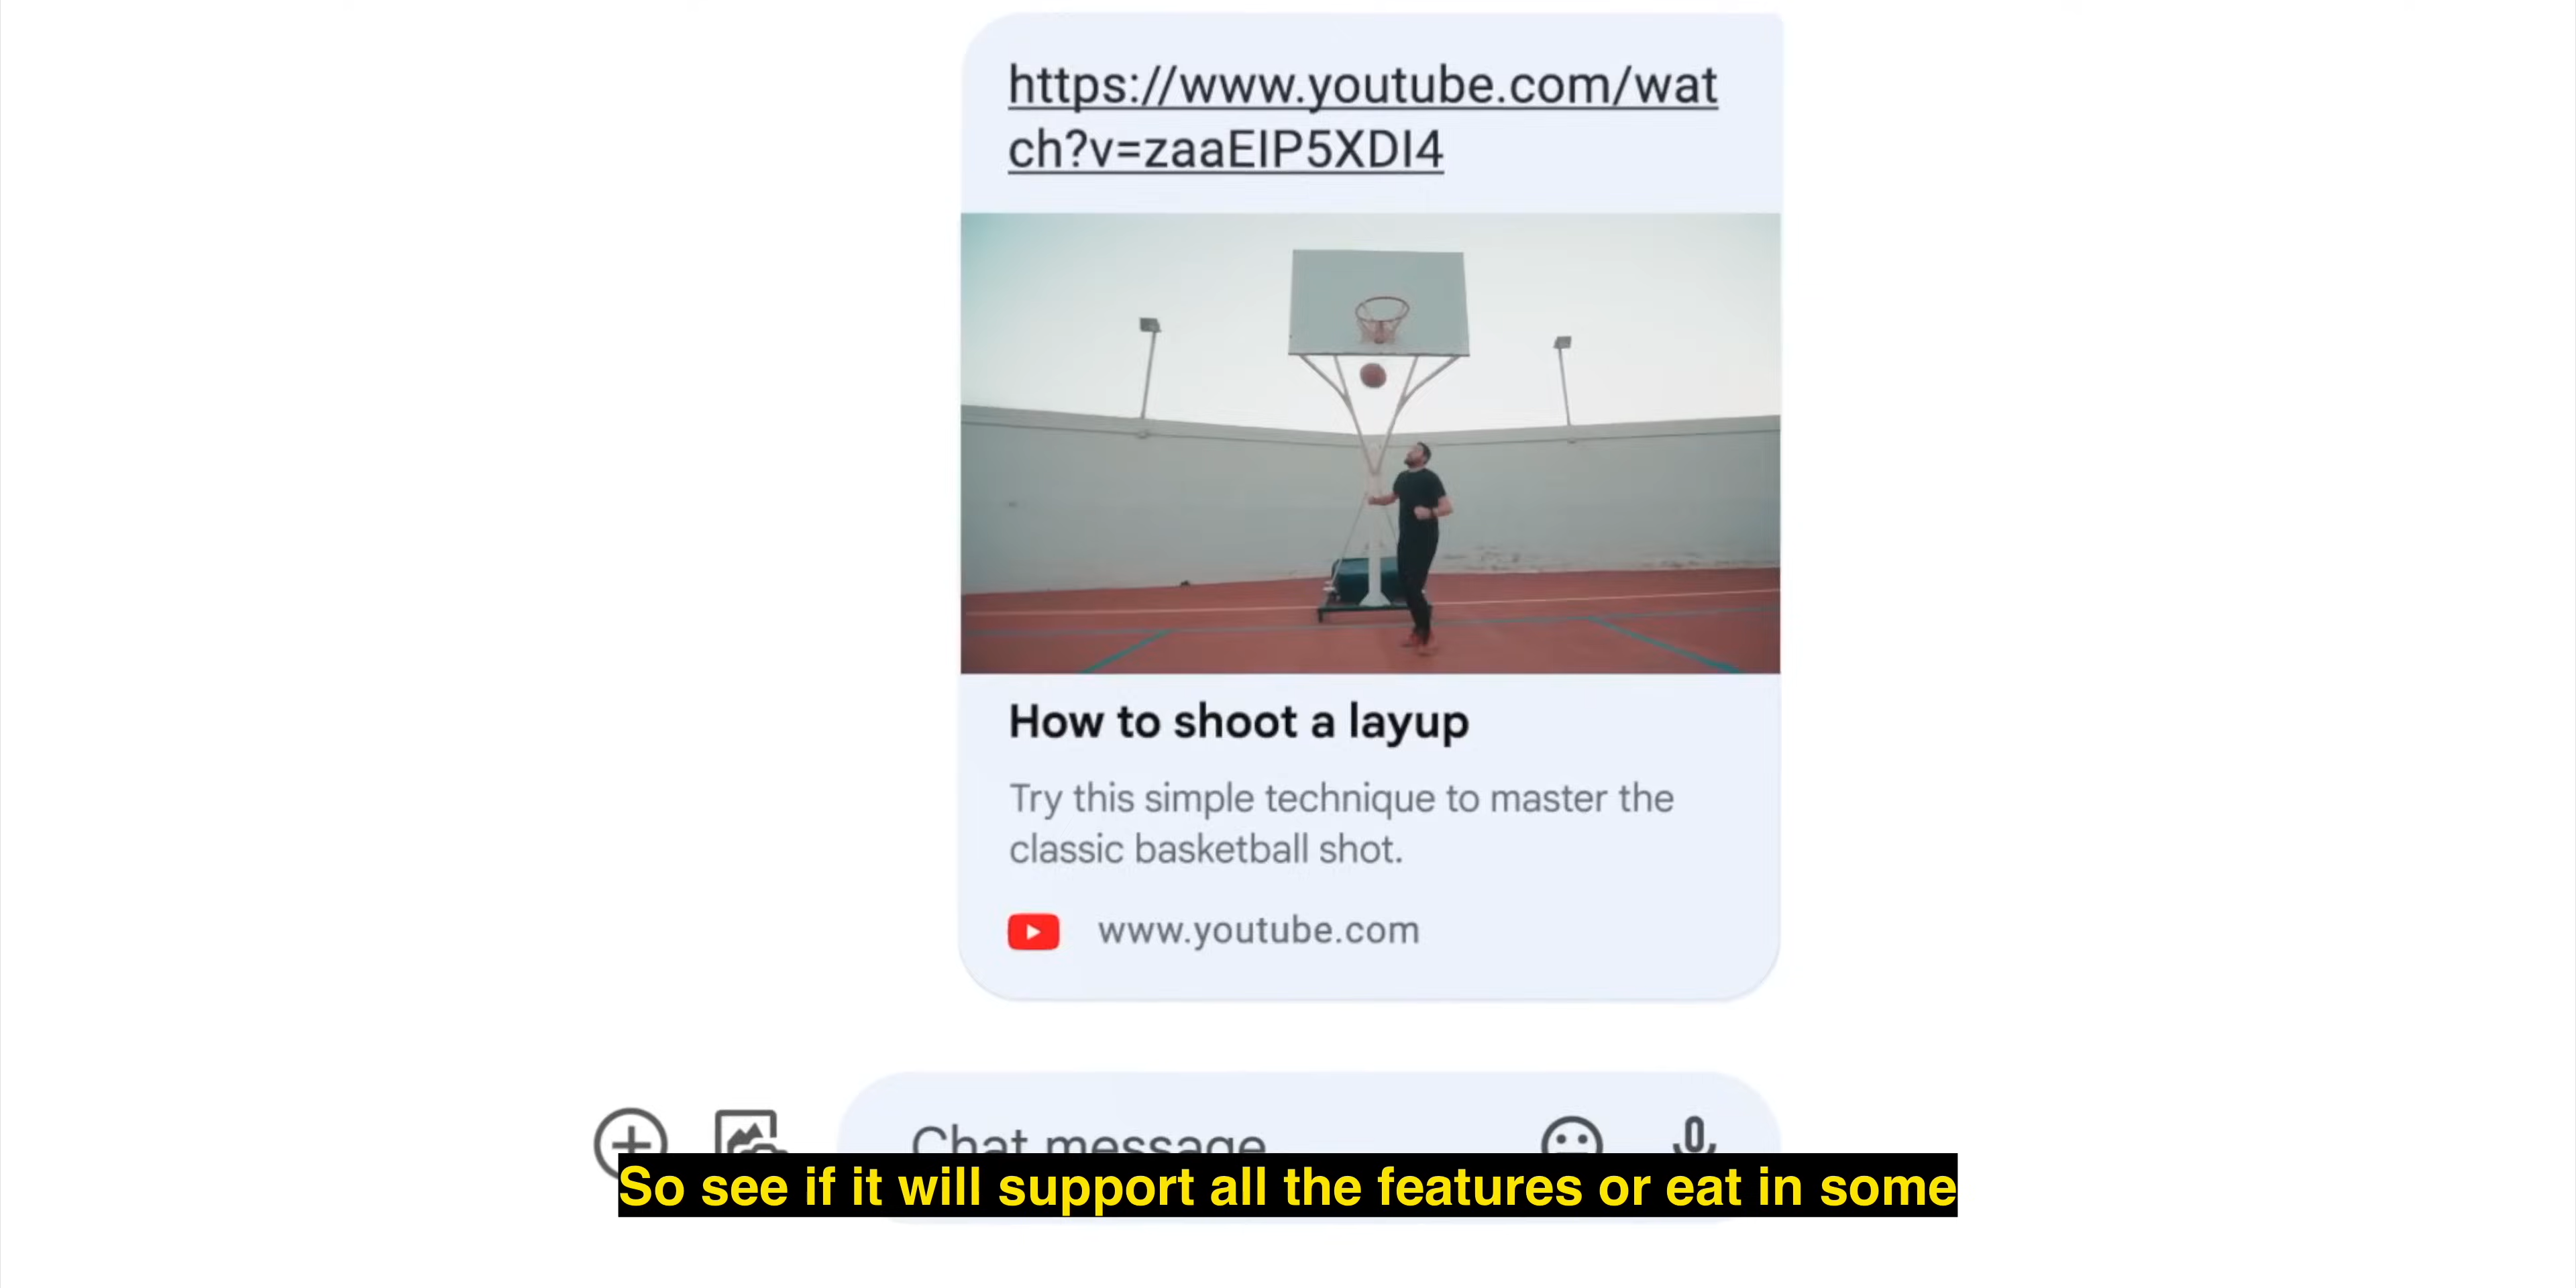 https://www.youtube.com/wat
ch?v=zaaEIP5XDI4
How to shoot a layup
Try this simple technique to master the
classic basketball shot.
www.youtube.com
Chat message
So see if it will support all the features or eat in some